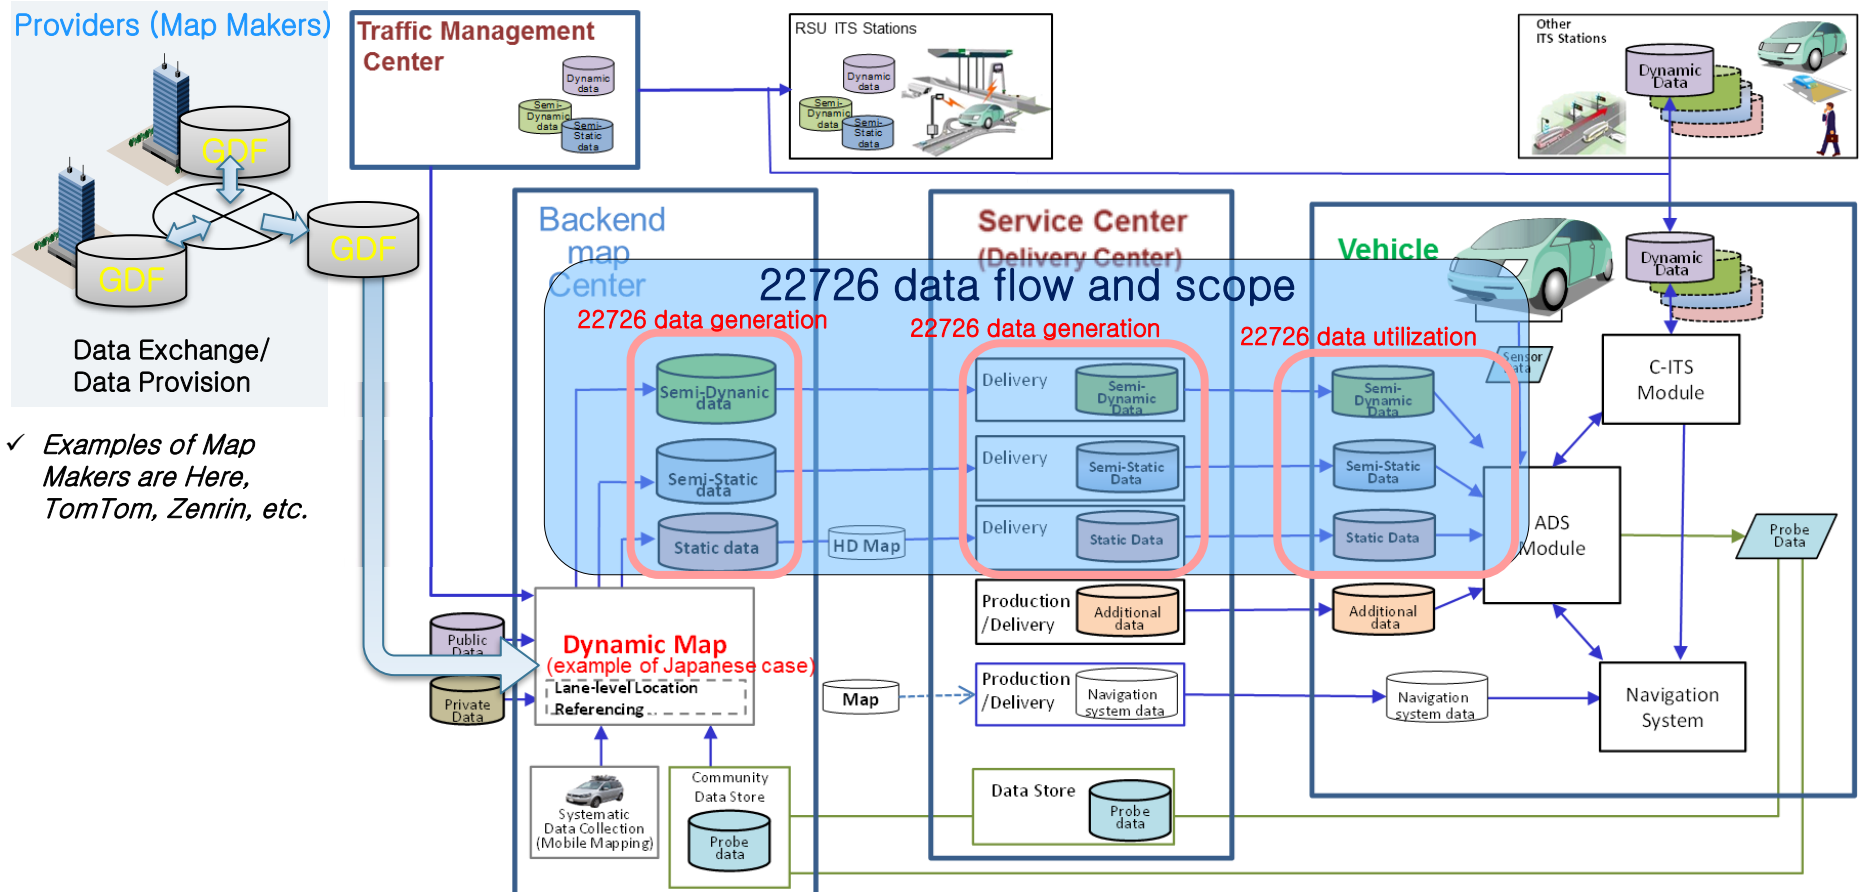 Providers (Map Makers)
GDF
GDF
GDF
Data Exchange/
Data Provision
✓ Examples of Map
Makers are Here,
TomTom, Zenrin, etc.
Traffic Management
Center
Dynamic
data
Semi-
Dynamic
data
Semi-
Static
data
RSU ITS Stations
Dynamic
data
Semi-
Dynamic
data
Semi-
Static
data
Other
ITS Stations
Dynamic
Data
Backend
map
Center
Service Center
(Delivery Center)
Vehicle
Dynamic
Data
22726 data flow and scope
22726 data generation
22726 data generation
22726 data utilization
Sensor
Data
C-ITS
Module
Semi-Dynanic
data
Delivery
Semi-
Dynamic
Data
Semi-
Dynamic
Data
Semi-Static
data
Delivery
Semi-Static
Data
Semi-Static
Data
Static data
HD Map
Delivery
Static Data
Static Data
ADS
Module
Probe
Data
Production
/Delivery
Additional
data
Additional
data
Public
Data
Private
Data
Dynamic Map
(example of Japanese case)
Lane-level Location
Referencing
Map
Production
/Delivery
Navigation
system data
Navigation
system data
Navigation
System
Systematic
Data Collection
(Mobile Mapping)
Community
Data Store
Probe
data
Data Store
Probe
data